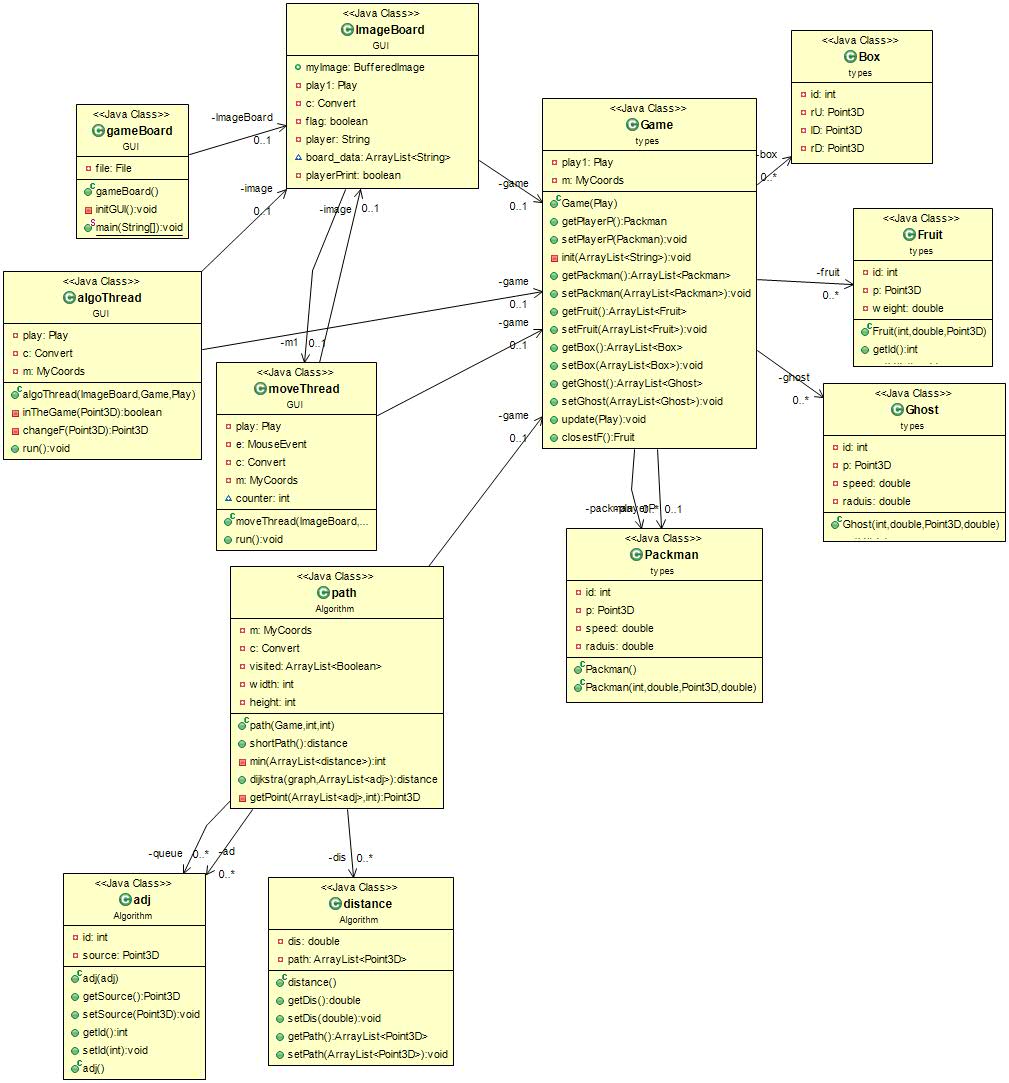 <<Java Class>>
ImageBoard
GUI
myImage: BufferedImage
play1: Play
c: Convert
flag: boolean
player: String
board_data: ArrayList<String>
playerPrint: boolean
<<Java Class>>
gameBoard
GUI
file: File
gameBoard()
initGUI():void
main(String[]):void
-ImageBoard
0..1
-image
0..1
-image
0..1
-m1
0..1
<<Java Class>>
algoThread
GUI
play: Play
c: Convert
m: MyCoords
algoThread(ImageBoard,Game,Play)
inTheGame(Point3D):boolean
changeF(Point3D):Point3D
run():void
<<Java Class>>
moveThread
GUI
play: Play
e: MouseEvent
c: Convert
m: MyCoords
counter: int
moveThread(ImageBoard,...
run():void
-game
0..1
-game
0..1
-game
0..1
-game
0..1
<<Java Class>>
Game
types
play1: Play
m: MyCoords
Game(Play)
getPlayerP():Packman
setPlayerP(Packman):void
init(ArrayList<String>):void
getPackman():ArrayList<Packman>
setPackman(ArrayList<Packman>):void
getFruit():ArrayList<Fruit>
setFruit(ArrayList<Fruit>):void
getBox():ArrayList<Box>
setBox(ArrayList<Box>):void
getGhost():ArrayList<Ghost>
setGhost(ArrayList<Ghost>):void
update(Play):void
closestF():Fruit
-box
0..*
<<Java Class>>
Box
types
id: int
rU: Point3D
lD: Point3D
rD: Point3D
-fruit
0..*
<<Java Class>>
Fruit
types
id: int
p: Point3D
weight: double
Fruit(int,double,Point3D)
getId():int
-ghost
0..*
<<Java Class>>
Ghost
types
id: int
p: Point3D
speed: double
raduis: double
Ghost(int,double,Point3D,double)
0..*
0..1
<<Java Class>>
Packman
types
id: int
p: Point3D
speed: double
raduis: double
Packman()
Packman(int,double,Point3D,double)
<<Java Class>>
path
Algorithm
m: MyCoords
c: Convert
visited: ArrayList<Boolean>
width: int
height: int
path(Game,int,int)
shortPath():distance
min(ArrayList<distance>):int
dijkstra(graph,ArrayList<adj>):distance
getPoint(ArrayList<adj>,int):Point3D
-queue
0..*
-ad
0..*
-dis
0..*
<<Java Class>>
adj
Algorithm
id: int
source: Point3D
adj(adj)
getSource():Point3D
setSource(Point3D):void
getId():int
setId(int):void
adj()
<<Java Class>>
distance
Algorithm
dis: double
path: ArrayList<Point3D>
distance()
getDis():double
setDis(double):void
getPath():ArrayList<Point3D>
setPath(ArrayList<Point3D>):void